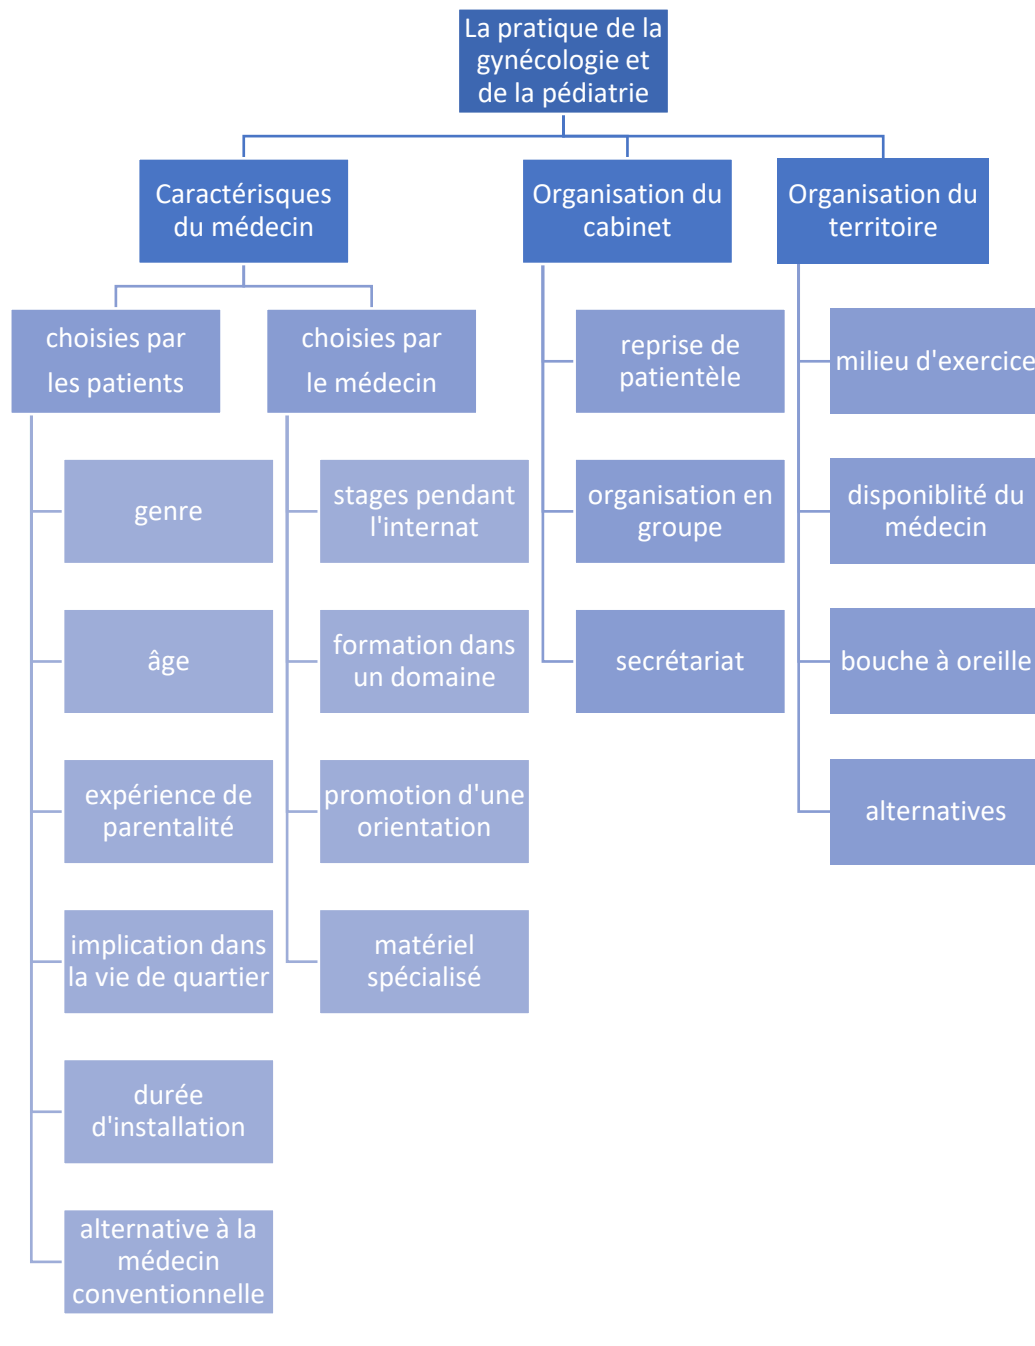 La pratique de la
gynécologie et
de la pédiatrie
Caractérisques
du médecin
choisies par
les patients
genre
âge
expérience de
parentalité
implication dans
la vie de quartier
durée
d'installation
alternative à la
médecin
conventionnelle
choisies par
le médecin
stages pendant
l'internat
formation dans
un domaine
promotion d'une
orientation
matériel
spécialisé
Organisation du
cabinet
reprise de
patientèle
organisation en
groupe
secrétariat
Organisation du
territoire
milieu d'exercice
disponiblité du
médecin
bouche à oreille
alternatives